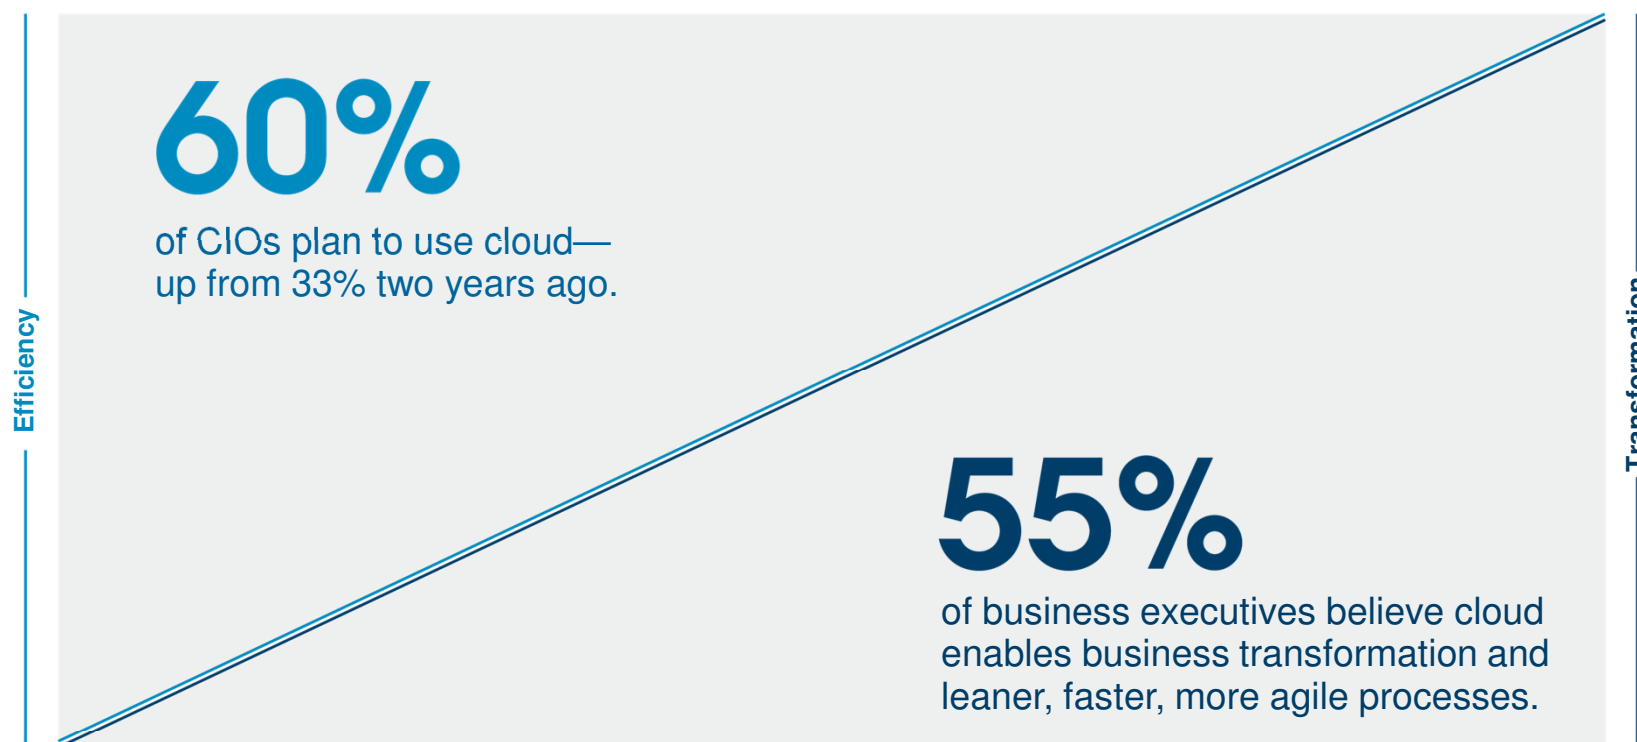 60%
of CIOs plan to use cloud—
up from 33% two years ago.
Efficiency
Transformation
55%
of business executives believe cloud
enables business transformation and
leaner, faster, more agile processes.